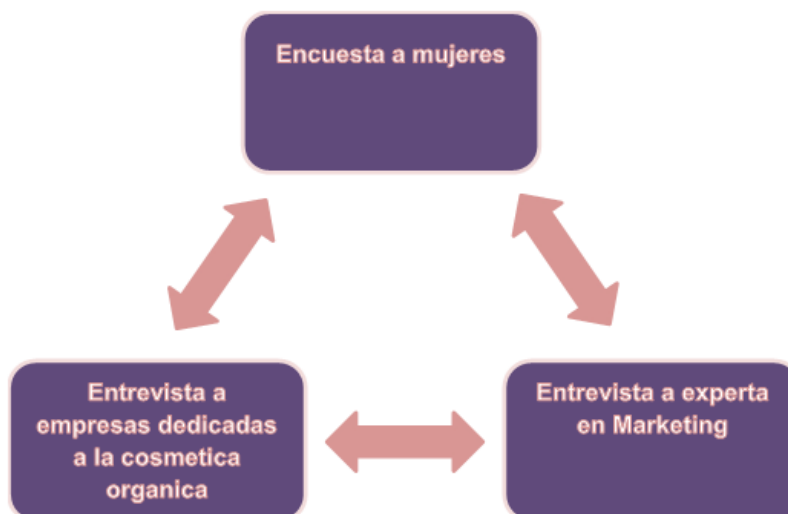 Encuesta a mujeres
Entrevista a
empresas dedicadas
a la cosmetica
organica
Entrevista a experta
en Marketing